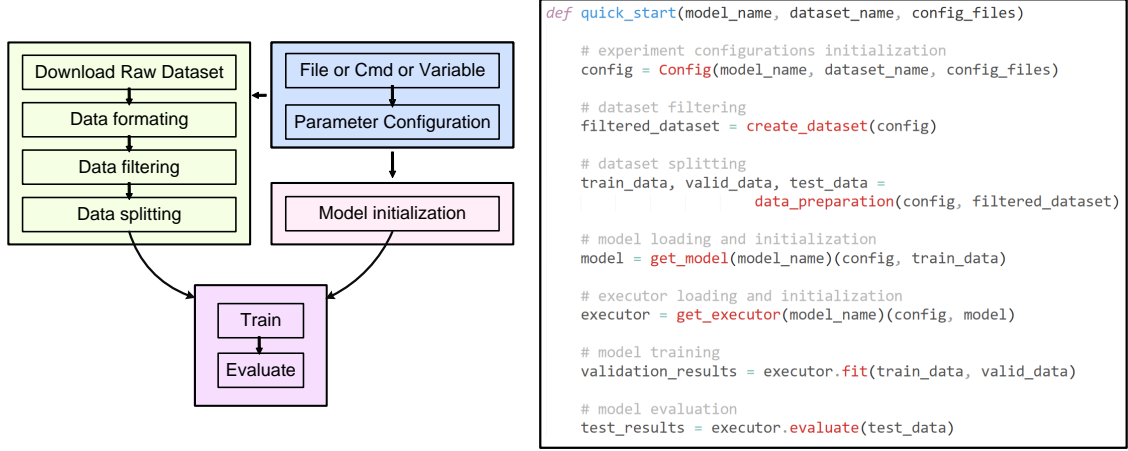 Download Raw Dataset
Data formating
Data filtering
Data splitting
File or Cmd or Variable
Parameter Configuration
Model initialization
Train
Evaluate
def quick_start(model_name, dataset_name, config_files)
# experiment configurations initialization
config = Config(model_name, dataset_name, config_files)
# dataset filtering
filtered_dataset = create_dataset(config)
# dataset splitting
train_data, valid_data, test_data =
data_preparation(config, filtered_dataset)
# model loading and initialization
model = get_model(model_name)(config, train_data)
# executor loading and initialization
executor = get_executor(model_name)(config, model)
# model training
validation_results = executor.fit(train_data, valid_data)
# model evaluation
test_results = executor.evaluate(test_data)